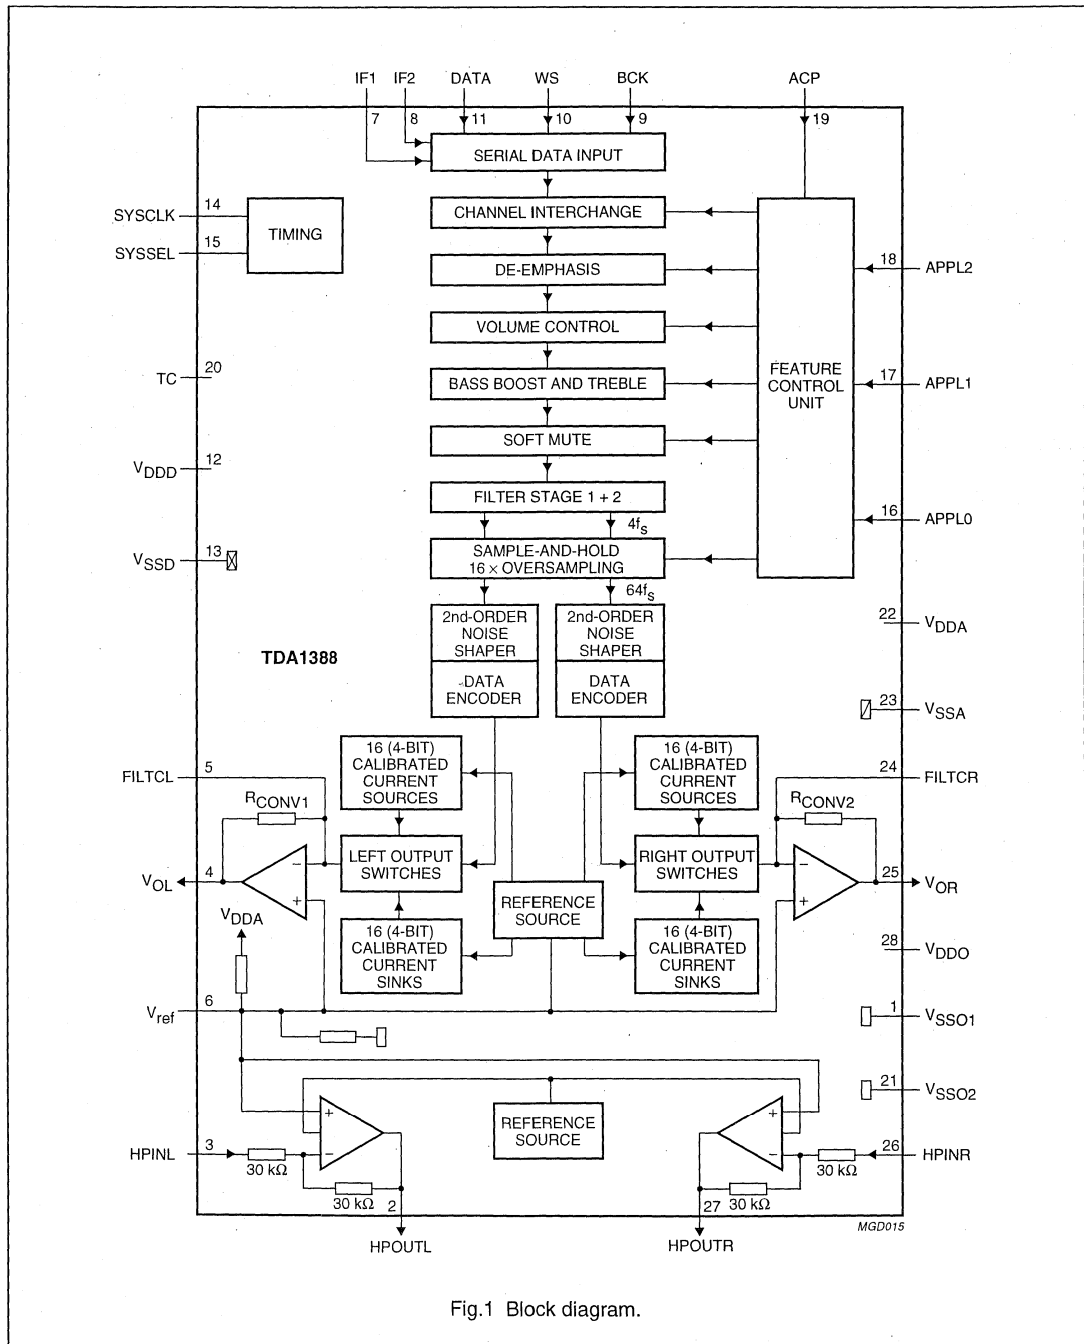 IF1 IF2 DATA WS BCK ACP
7 8 11 10 9 19
SERIAL DATA INPUT
SYSCLK 14
SYSSEL 15
TIMING
CHANNEL INTERCHANGE
DE-EMPHASIS
18 APPL2
VOLUME CONTROL
TC 20
BASS BOOST AND TREBLE
FEATURE
CONTROL
UNIT
17 APPL1
SOFT MUTE
VDDD 12
FILTER STAGE 1 + 2
4fs
16 APPL0
VSSD 13
SAMPLE-AND-HOLD
16 × OVERSAMPLING
64fs
2nd-ORDER
NOISE
SHAPER
2nd-ORDER
NOISE
SHAPER
22 VDDA
TDA1388
DATA
ENCODER
DATA
ENCODER
23 VSSA
FILTCL 5
16 (4-BIT)
CALIBRATED
CURRENT
SOURCES
16 (4-BIT)
CALIBRATED
CURRENT
SOURCES
24 FILTCR
RCONV1
RCONV2
VOL 4
−
+
LEFT OUTPUT
SWITCHES
RIGHT OUTPUT
SWITCHES
−
+
25 VOR
VDDA
REFERENCE
SOURCE
16 (4-BIT)
CALIBRATED
CURRENT
SINKS
16 (4-BIT)
CALIBRATED
CURRENT
SINKS
28 VDDO
Vref 6
1 VSSO1
21 VSSO2
+
−
REFERENCE
SOURCE
+
−
HPINL 3
30 kΩ
30 kΩ
26 HPINR
30 kΩ
30 kΩ
2
27
HPOUTL
HPOUTR
MGD015
Fig.1 Block diagram.